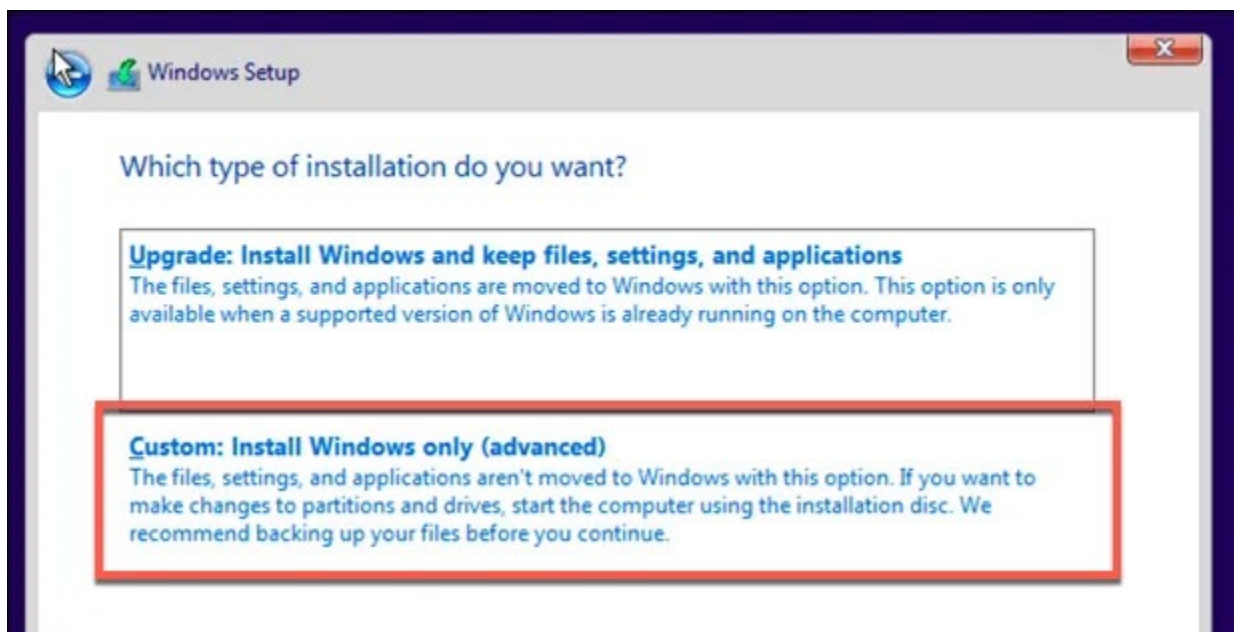 Windows Setup
Which type of installation do you want?
Upgrade: Install Windows and keep files, settings, and applications
The files, settings, and applications are moved to Windows with this option. This option is only
available when a supported version of Windows is already running on the computer.
Custom: Install Windows only (advanced)
The files, settings, and applications aren't moved to Windows with this option. If you want to
make changes to partitions and drives, start the computer using the installation disc. We
recommend backing up your files before you continue.